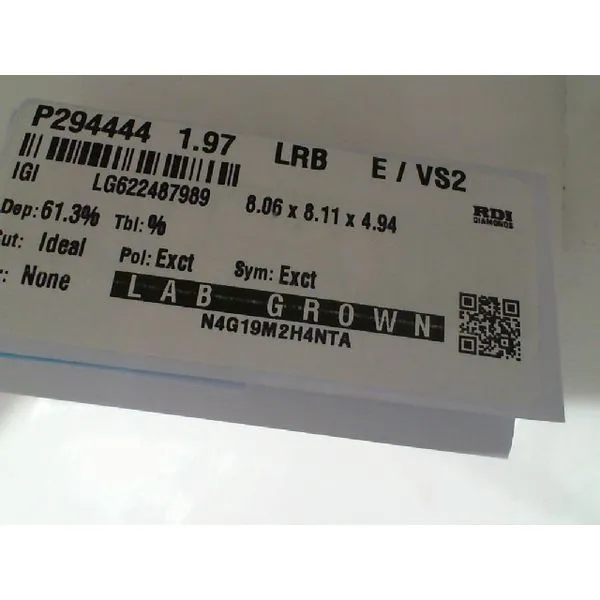 P294444 1.97 LRB E / VS2
IGI LG622487989 8.06 x 8.11 x 4.94
RDI
DIAMONDS
Dep: 61.3% Tbl: %
Cut: Ideal Pol: Exct Sym: Exct
r: None
LAB GROWN
N4G19M2H4NTA